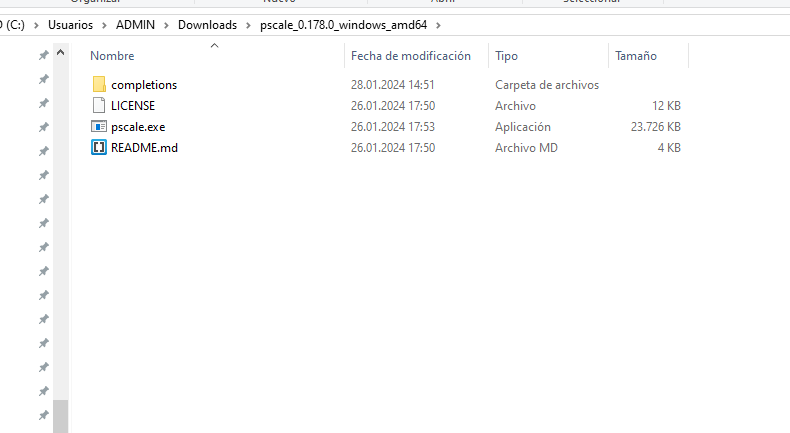 Organizar Nuevo Abrir Seleccionar
(C:) Usuarios ADMIN Downloads pscale_0.178.0_windows_amd64
Nombre Fecha de modificación Tipo Tamaño
completions 28.01.2024 14:51 Carpeta de archivos
LICENSE 26.01.2024 17:50 Archivo 12 KB
pscale.exe 26.01.2024 17:53 Aplicación 23.726 KB
README.md 26.01.2024 17:50 Archivo MD 4 KB